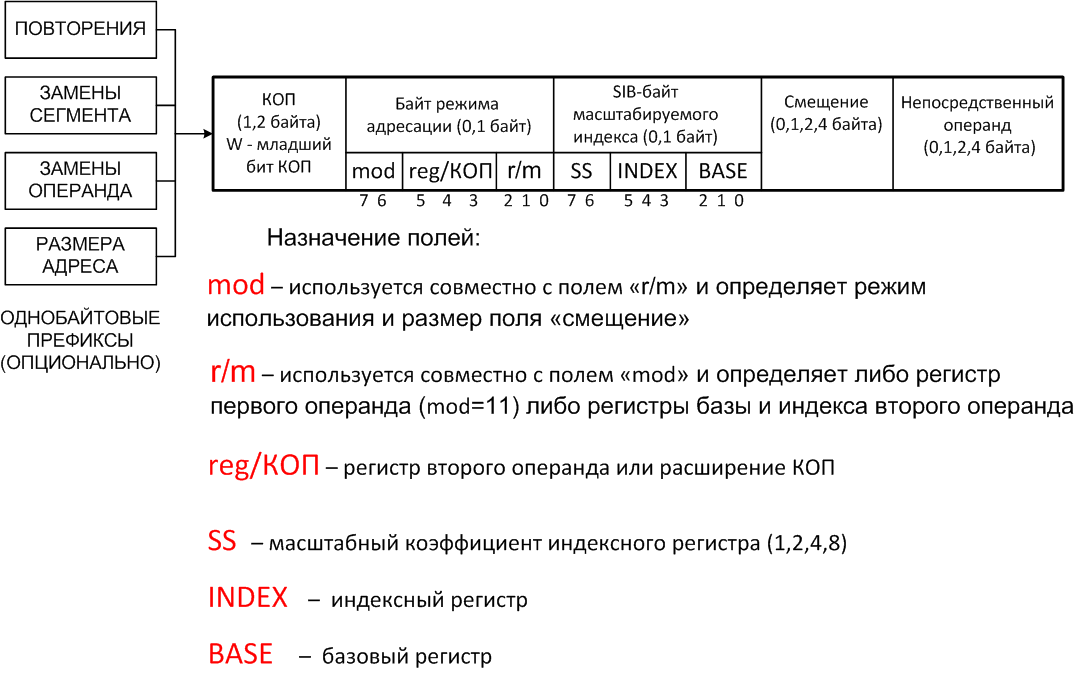 ПОВТОРЕНИЯ
ЗАМЕНЫ
СЕГМЕНТА
ЗАМЕНЫ
ОПЕРАНДА
РАЗМЕРА
АДРЕСА
ОДНОБАЙТОВЫЕ
ПРЕФИКСЫ
(ОПЦИОНАЛЬНО)
КОП
(1,2 байта)
W - младший
бит КОП
Байт режима
адресации (0,1 байт)
SIB-байт
масштабируемого
индекса (0,1 байт)
Смещение
(0,1,2,4 байта)
Непосредственный
операнд
(0,1,2,4 байта)
mod reg/КОП r/m SS INDEX BASE
7 6 5 4 3 2 1 0 7 6 5 4 3 2 1 0
Назначение полей:
mod – используется совместно с полем «r/m» и определяет режим
использования и размер поля «смещение»
r/m – используется совместно с полем «mod» и определяет либо регистр
первого операнда (mod=11) либо регистры базы и индекса второго операнда
reg/КОП – регистр второго операнда или расширение КОП
SS – масштабный коэффициент индексного регистра (1,2,4,8)
INDEX – индексный регистр
BASE – базовый регистр